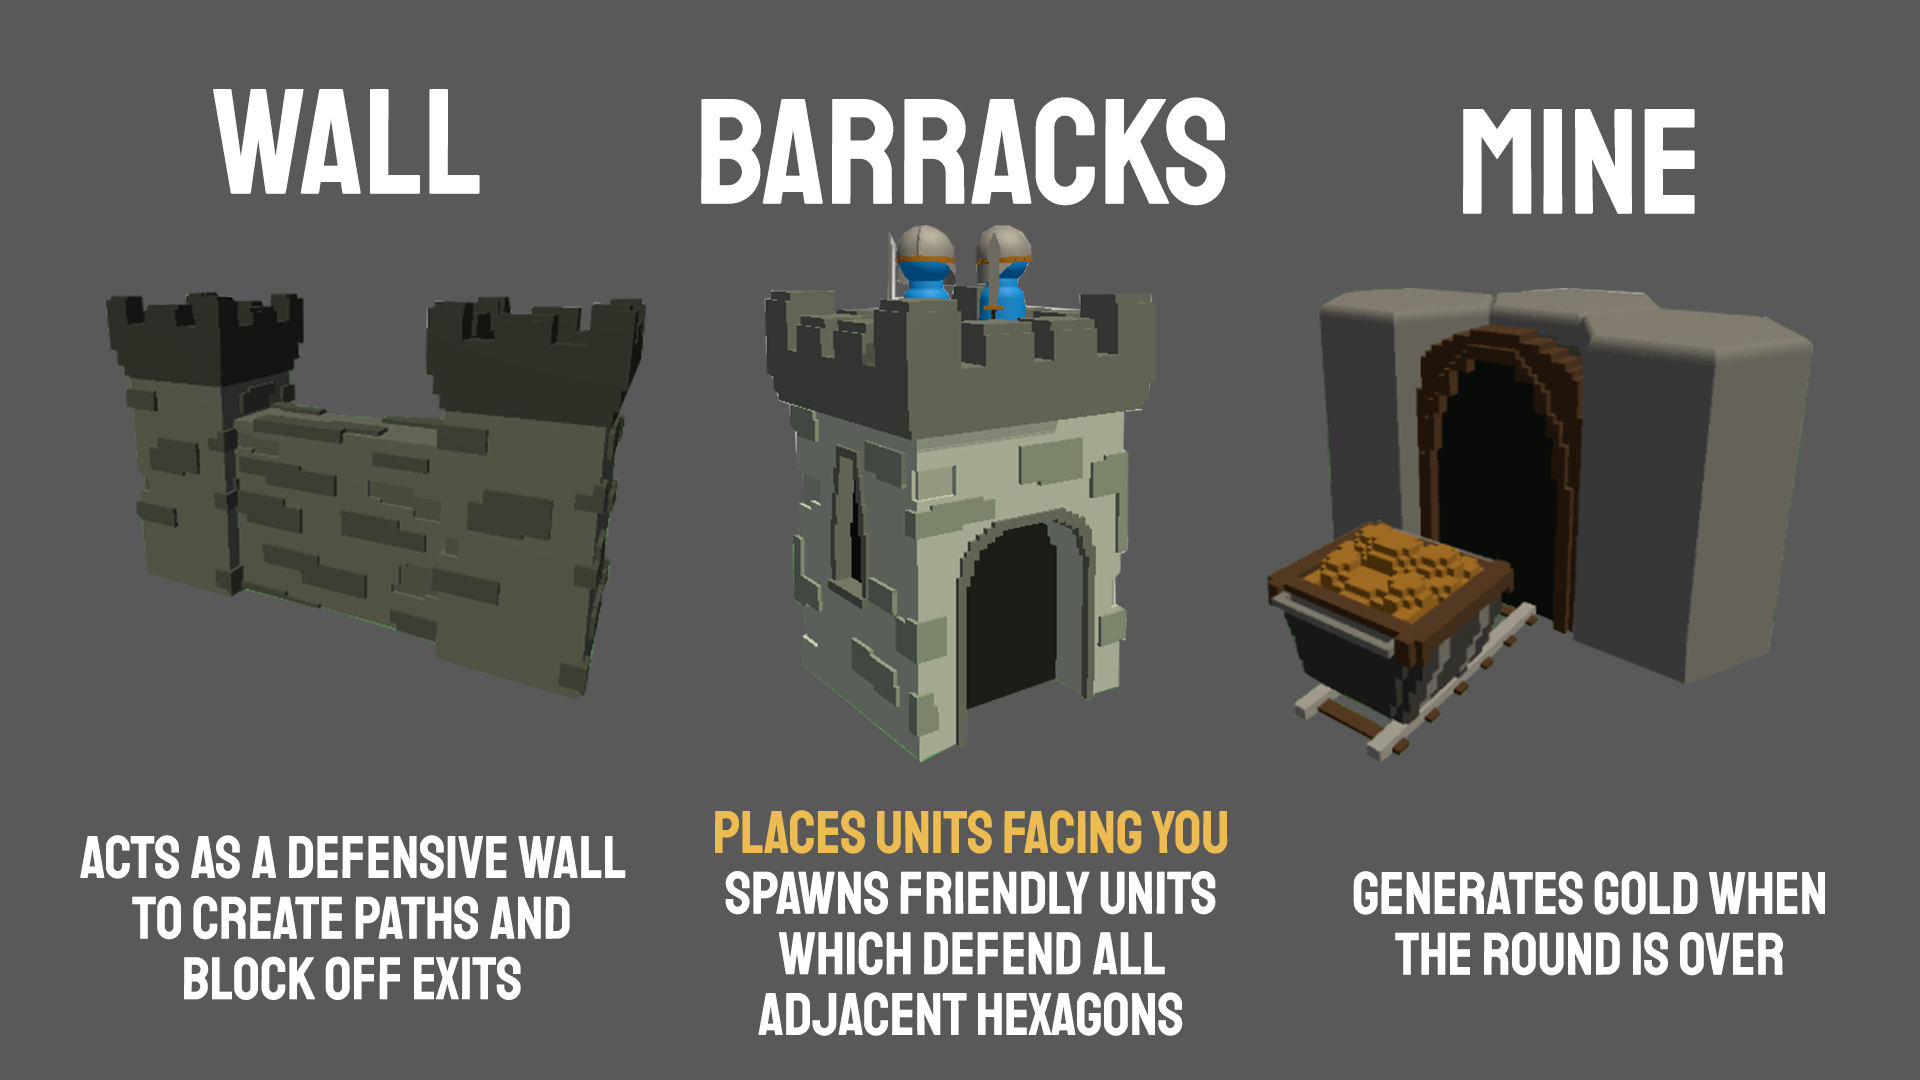 WALL
BARRACKS
MINE
ACTS AS A DEFENSIVE WALL
TO CREATE PATHS AND
BLOCK OFF EXITS
PLACES UNITS FACING YOU
SPAWNS FRIENDLY UNITS
WHICH DEFEND ALL
ADJACENT HEXAGONS
GENERATES GOLD WHEN
THE ROUND IS OVER